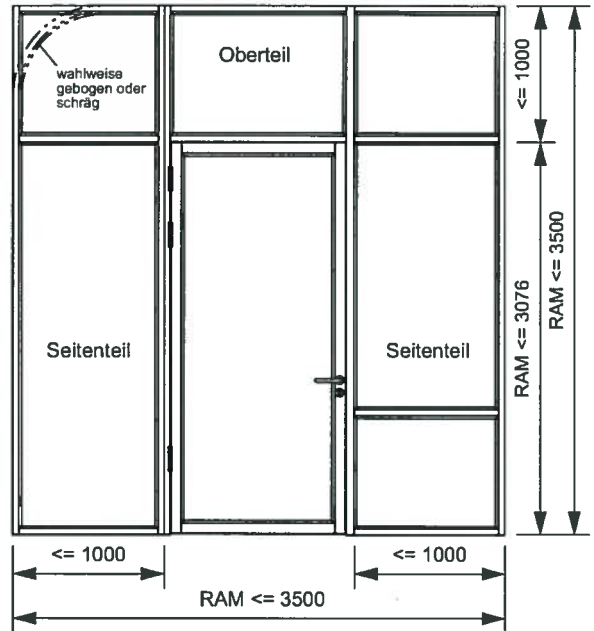 Oberteil
wahlweise
gebogen oder
schräg
<= 1000
Seitenteil
Seitenteil
RAM <= 3076
RAM <= 3500
<= 1000
<= 1000
RAM <= 3500